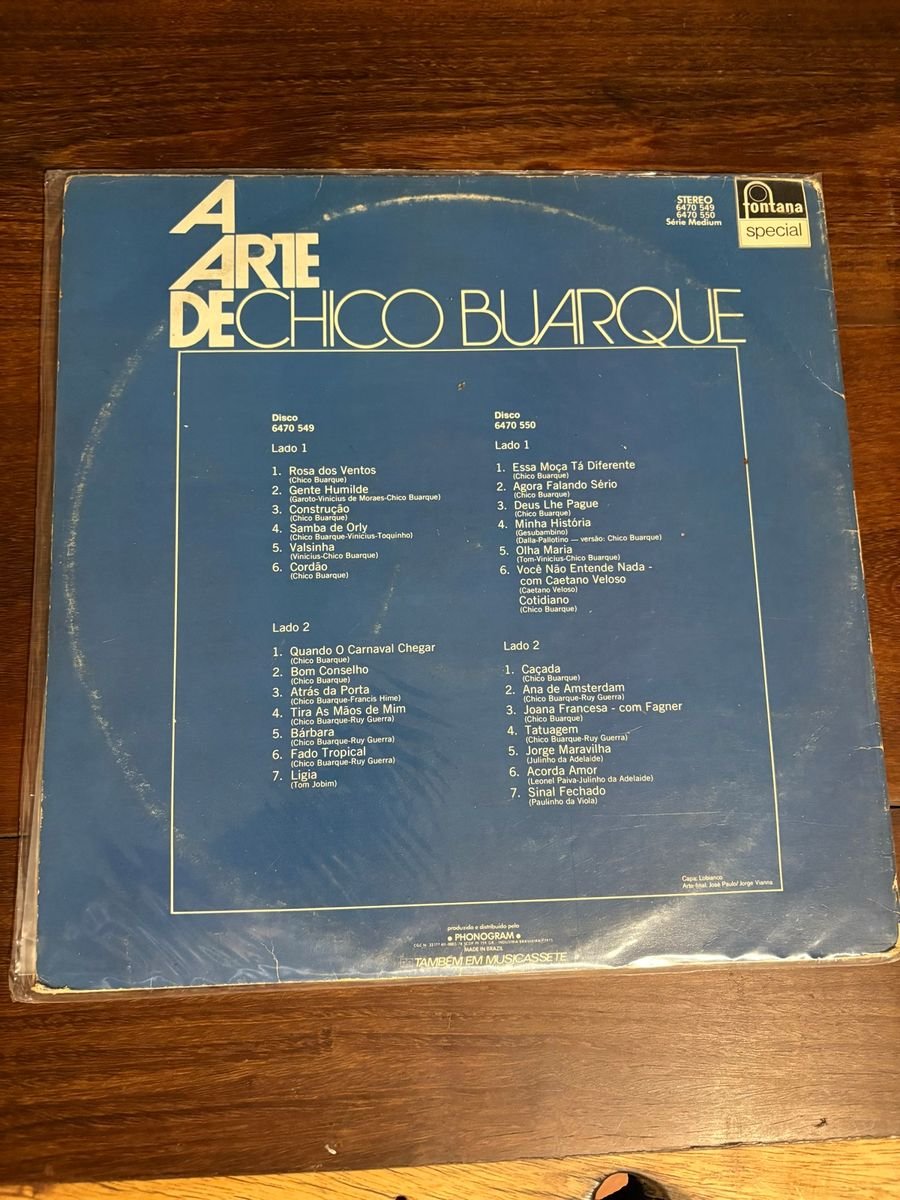 A
ARTE
DE CHICO BUARQUE
STEREO
6470 549
6470 550
Série Medium
fontana
special
Disco
6470 549
Lado 1
1. Rosa dos Ventos
(Chico Buarque)
2. Gente Humilde
(Garoto-Vinicius de Moraes-Chico Buarque)
3. Construção
(Chico Buarque)
4. Samba de Orly
(Chico Buarque-Vinicius-Toquinho)
5. Valsinha
(Vinicius-Chico Buarque)
6. Cordão
(Chico Buarque)
Lado 2
1. Quando O Carnaval Chegar
(Chico Buarque)
2. Bom Conselho
(Chico Buarque)
3. Atrás da Porta
(Chico Buarque-Francis Hime)
4. Tira As Mãos de Mim
(Chico Buarque-Ruy Guerra)
5. Bárbara
(Chico Buarque-Ruy Guerra)
6. Fado Tropical
(Chico Buarque-Ruy Guerra)
7. Ligia
(Tom Jobim)
Disco
6470 550
Lado 1
1. Essa Moça Tá Diferente
(Chico Buarque)
2. Agora Falando Sério
(Chico Buarque)
3. Deus Lhe Pague
(Chico Buarque)
4. Minha História
(Gesubambino)
(Dalla-Pallotino — versão: Chico Buarque)
5. Olha Maria
(Tom-Vinicius-Chico Buarque)
6. Você Não Entende Nada -
com Caetano Veloso
(Caetano Veloso)
Cotidiano
(Chico Buarque)
Lado 2
1. Caçada
(Chico Buarque)
2. Ana de Amsterdam
(Chico Buarque-Ruy Guerra)
3. Joana Francesa - com Fagner
(Chico Buarque)
4. Tatuagem
(Chico Buarque-Ruy Guerra)
5. Jorge Maravilha
(Julinho da Adelaide)
6. Acorda Amor
(Leonel Paiva-Julinho da Adelaide)
7. Sinal Fechado
(Paulinho da Viola)
Capa: Lobianco
Arte-final: José Paulo/Jorge Vianna
produzido e distribuído pela
• PHONOGRAM •
INDÚSTRIA BRASILEIRA
MADE IN BRAZIL
TAMBÉM EM MUSICASSETE